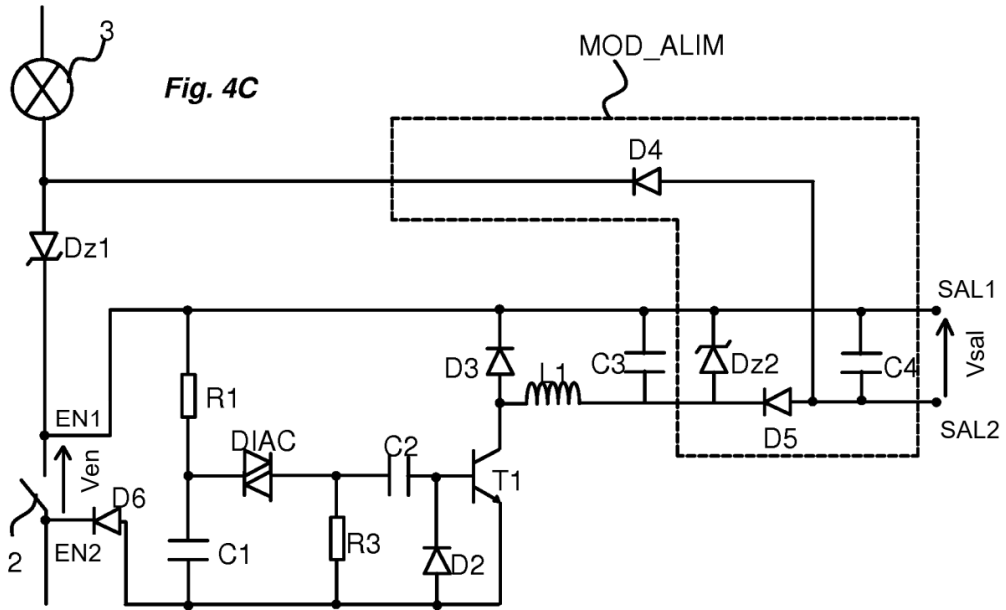 3
MOD_ALIM
Fig. 4C
D4
Dz1
SAL1
D3
L1
C3
Dz2
C4
Vsal
R1
EN1
DIAC
C2
D5
SAL2
Ven
D6
T1
2
EN2
C1
R3
D2